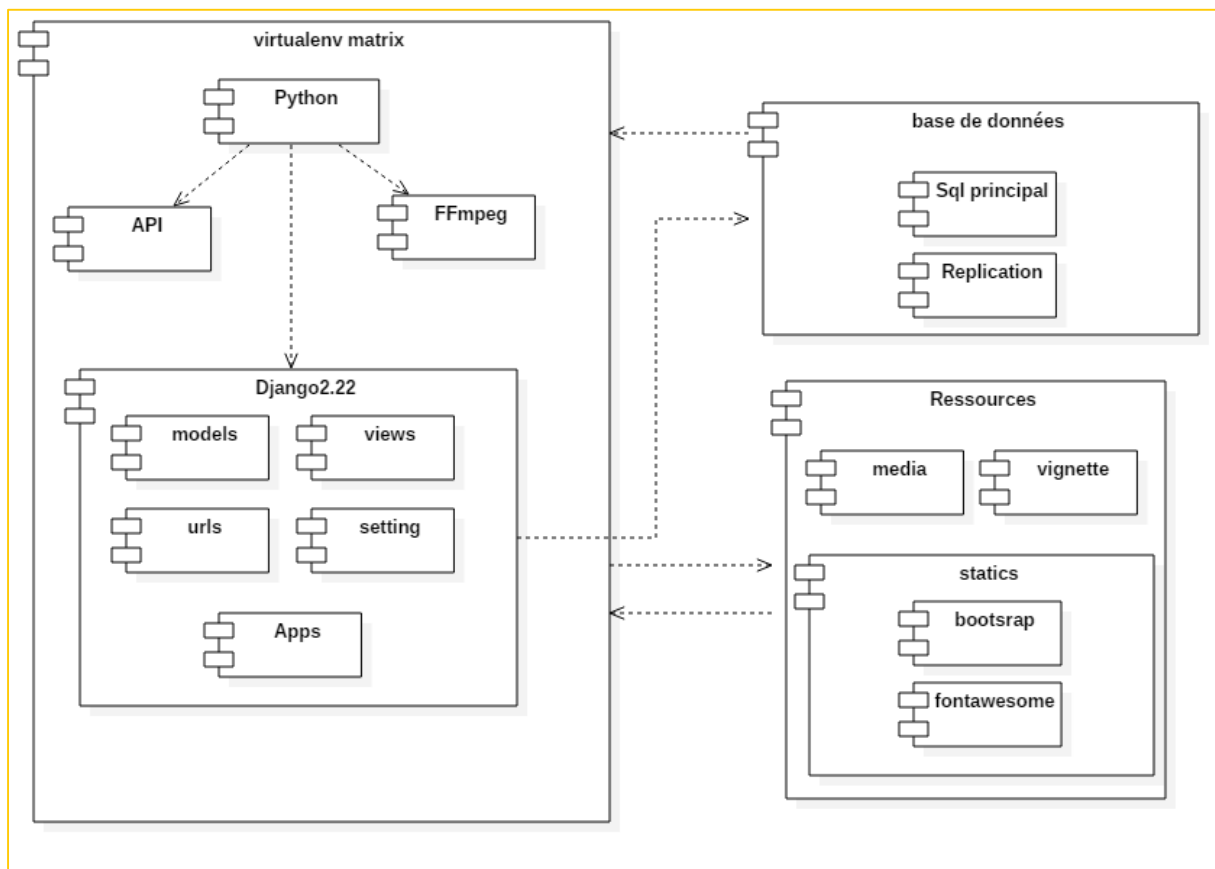 virtualenv matrix
Python
API
FFmpeg
Django2.22
models
views
urls
setting
Apps
base de données
Sql principal
Replication
Ressources
media
vignette
statics
bootsrap
fontawesome